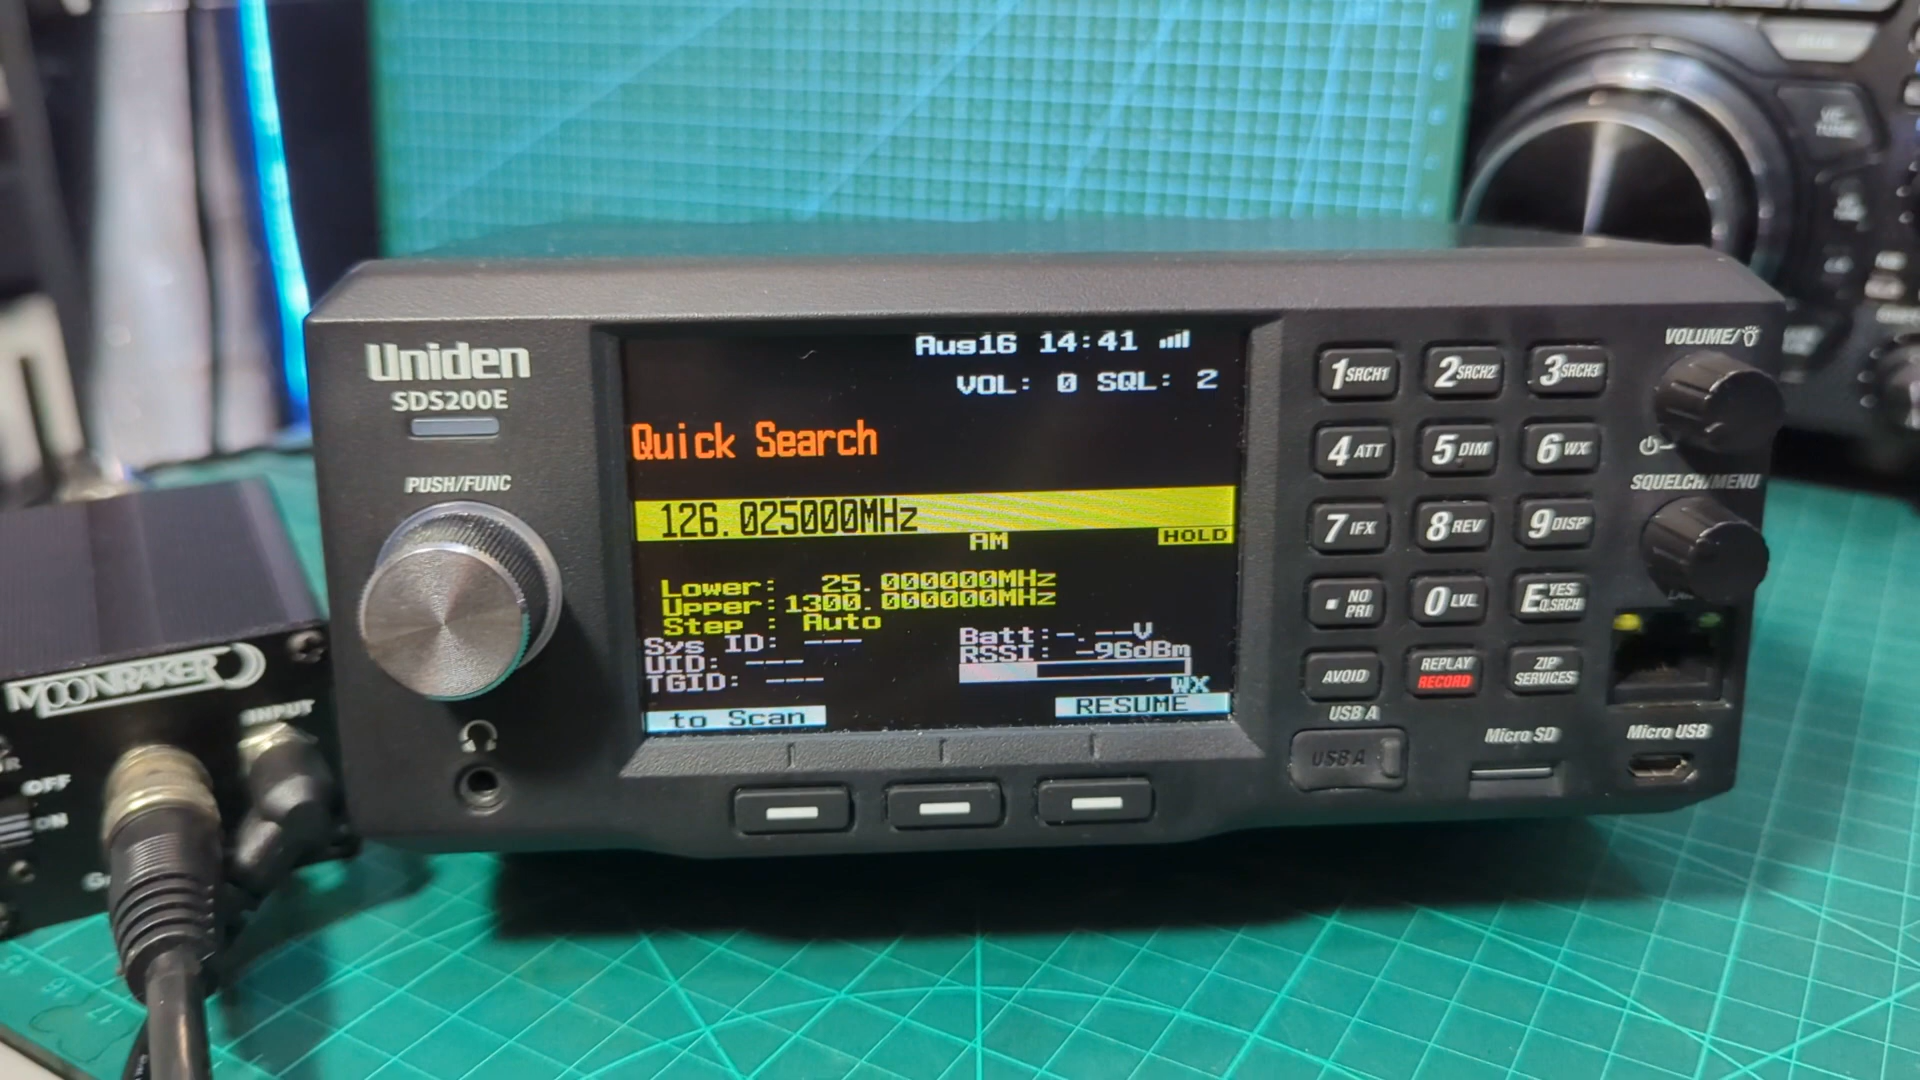 Uniden
SDS200E
PUSH/FUNC
Aug16 14:41
VOL: 0 SQL: 2
Quick Search
126.025000MHz
AM HOLD
Lower: 25.000000MHz
Upper:1300.000000MHz
Step : Auto
Sys ID: ---
UID: ---
TGID: ---
Batt:-.--V
RSSI: -96dBm
WX
to Scan RESUME
1 SRCH1 2 SRCH2 3 SRCH3
4 ATT 5 DIM 6 WX
7 IFX 8 REV 9 DISP
. NO PRI 0 LVL E YES Q.SRCH
AVOID REPLAY RECORD ZIP SERVICES
VOLUME/
SQUELCH/MENU
LAN
USB A
USB A
Micro SD
Micro USB
MOONRAKER
INPUT
OFF
ON
16
17